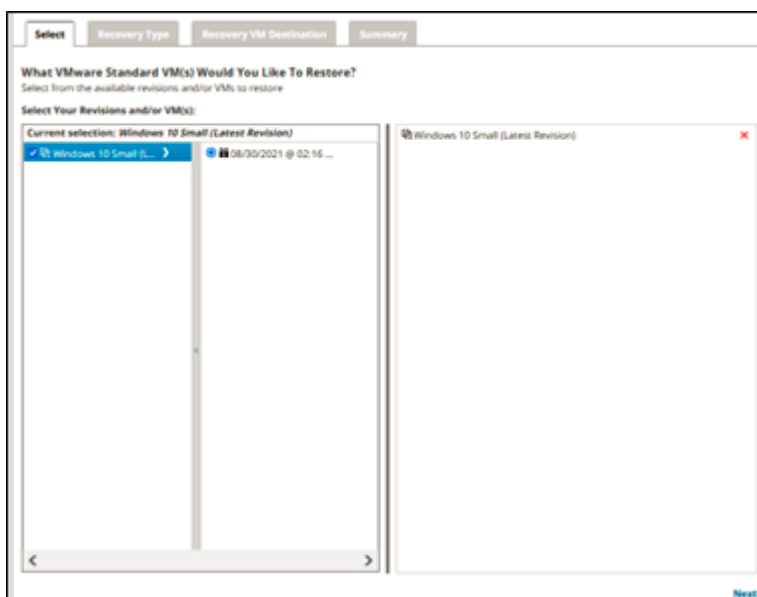 Select Recovery Type Recovery VM Destination Summary
What VMware Standard VM(s) Would You Like To Restore?
Select from the available revisions and/or VMs to restore
Select Your Revisions and/or VM(s):
Current selection: Windows 10 Small (Latest Revision)
Windows 10 Small (L... 08/30/2021 @ 02:16 ...
Windows 10 Small (Latest Revision)
Next